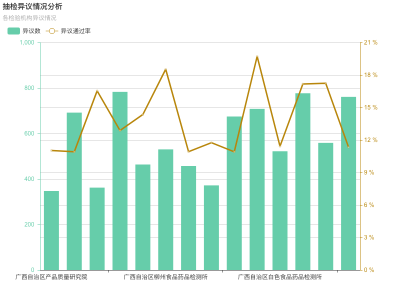 抽检异议情况分析
各检验机构异议情况
异议数 异议通过率
1,000 21 %
800 18 %
600 15 %
400 12 %
200 9 %
0 6 %
3 %
0 %
广西自治区产品质量研究院 广西自治区柳州食品药品检测所 广西自治区百色食品药品检测所